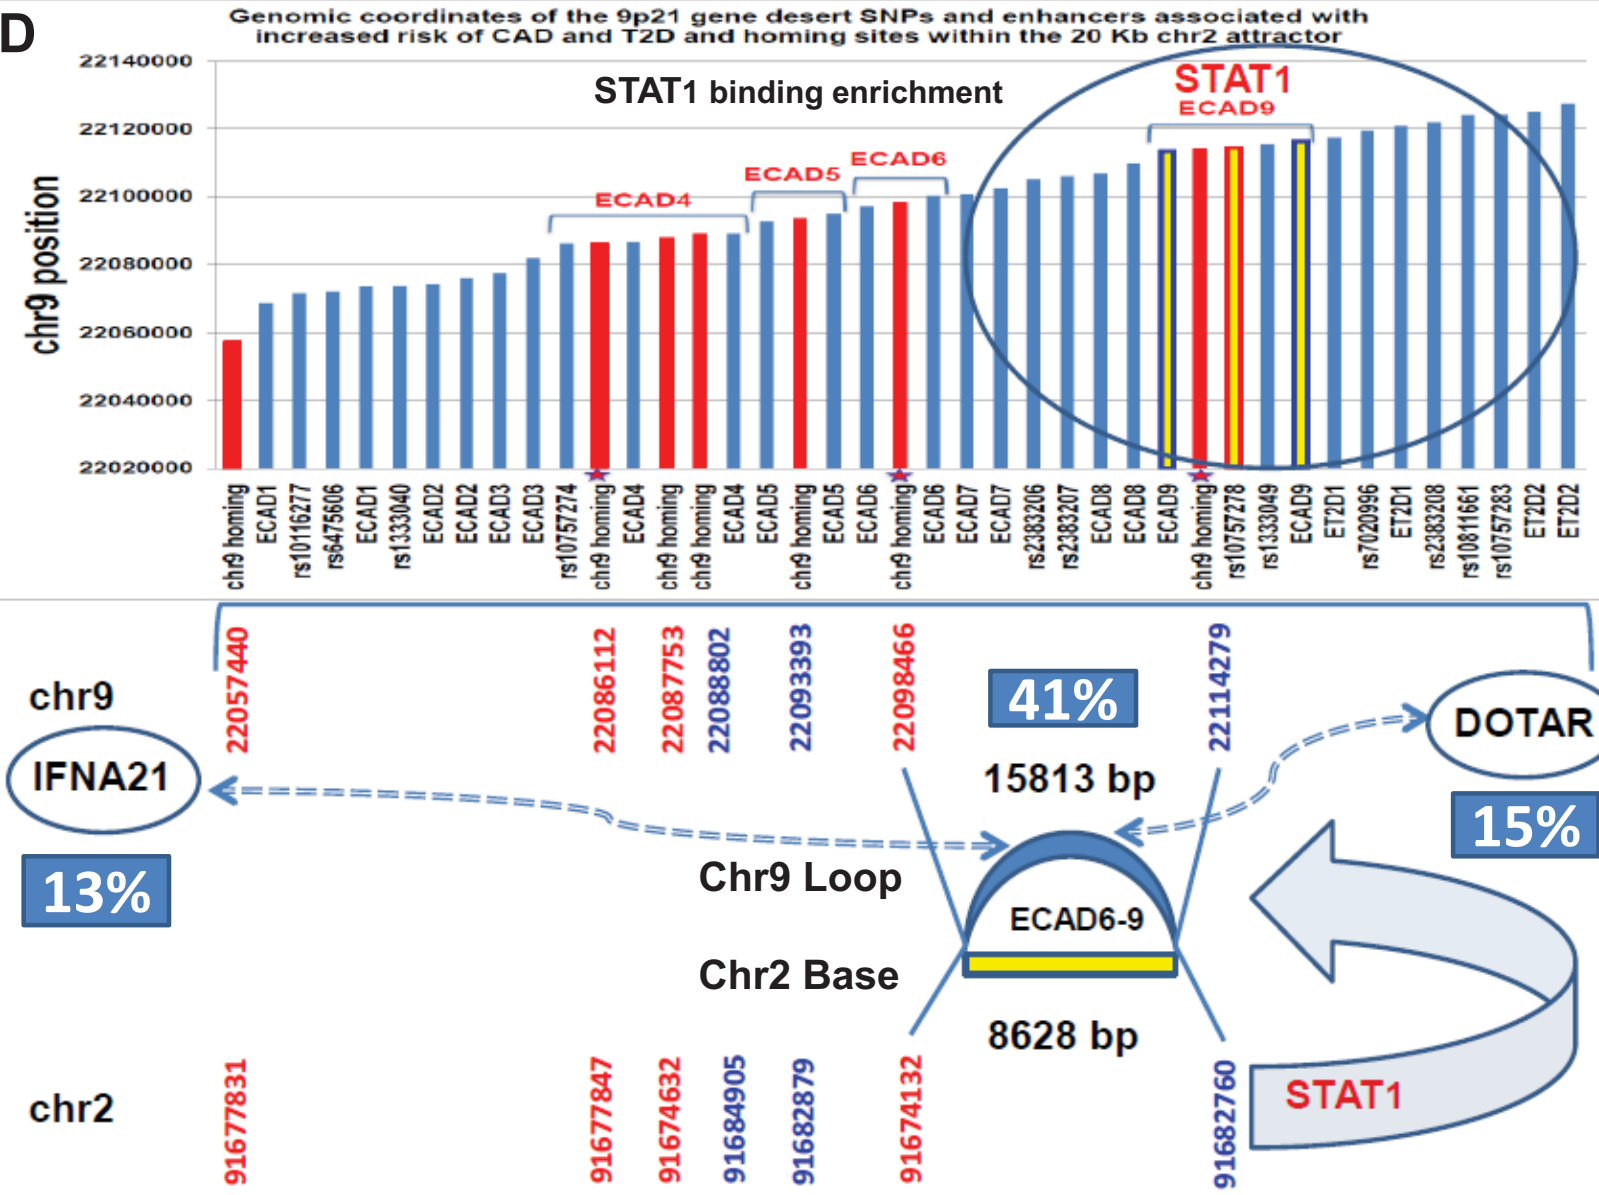 D
Genomic coordinates of the 9p21 gene desert SNPs and enhancers associated with
increased risk of CAD and T2D and homing sites within the 20 Kb chr2 attractor
STAT1 binding enrichment
STAT1
ECAD9
ECAD6
ECAD5
ECAD4
chr9 position
22140000
22120000
22100000
22080000
22060000
22040000
22020000
chr9 homing
ECAD1
rs10116277
rs6475606
ECAD1
rs1333040
ECAD2
ECAD2
ECAD3
ECAD3
rs10757274
chr9 homing
ECAD4
chr9 homing
chr9 homing
ECAD4
ECAD5
chr9 homing
ECAD5
ECAD6
chr9 homing
ECAD6
ECAD7
ECAD7
rs2383206
rs2383207
ECAD8
ECAD8
ECAD9
chr9 homing
rs10757278
rs1333049
ECAD9
ET2D1
rs7020996
ET2D1
rs2383208
rs10811661
rs10757283
ET2D2
ET2D2
chr9
22057440
22086112
22087753
22088802
22093393
22098466
22114279
41%
15813 bp
IFNA21
13%
DOTAR
15%
Chr9 Loop
ECAD6-9
Chr2 Base
8628 bp
chr2
91677831
91677847
91674632
91684905
91682879
91674132
91682760
STAT1